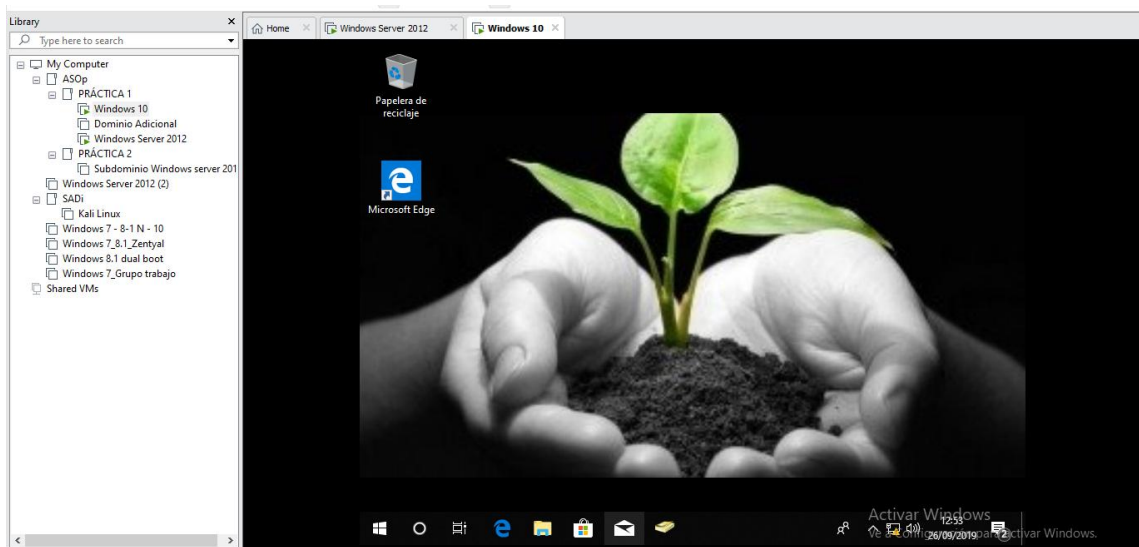 Library
Type here to search
My Computer
ASOp
PRÁCTICA 1
Windows 10
Dominio Adicional
Windows Server 2012
PRÁCTICA 2
Subdominio Windows server 201
Windows Server 2012 (2)
SADi
Kali Linux
Windows 7 - 8-1 N - 10
Windows 7_8.1_Zentyal
Windows 8.1 dual boot
Windows 7_Grupo trabajo
Shared VMs
Home
Windows Server 2012
Windows 10
Papelera de
reciclaje
Microsoft Edge
Activar Windows
12:53
26/09/2019
Activar Windows.
2